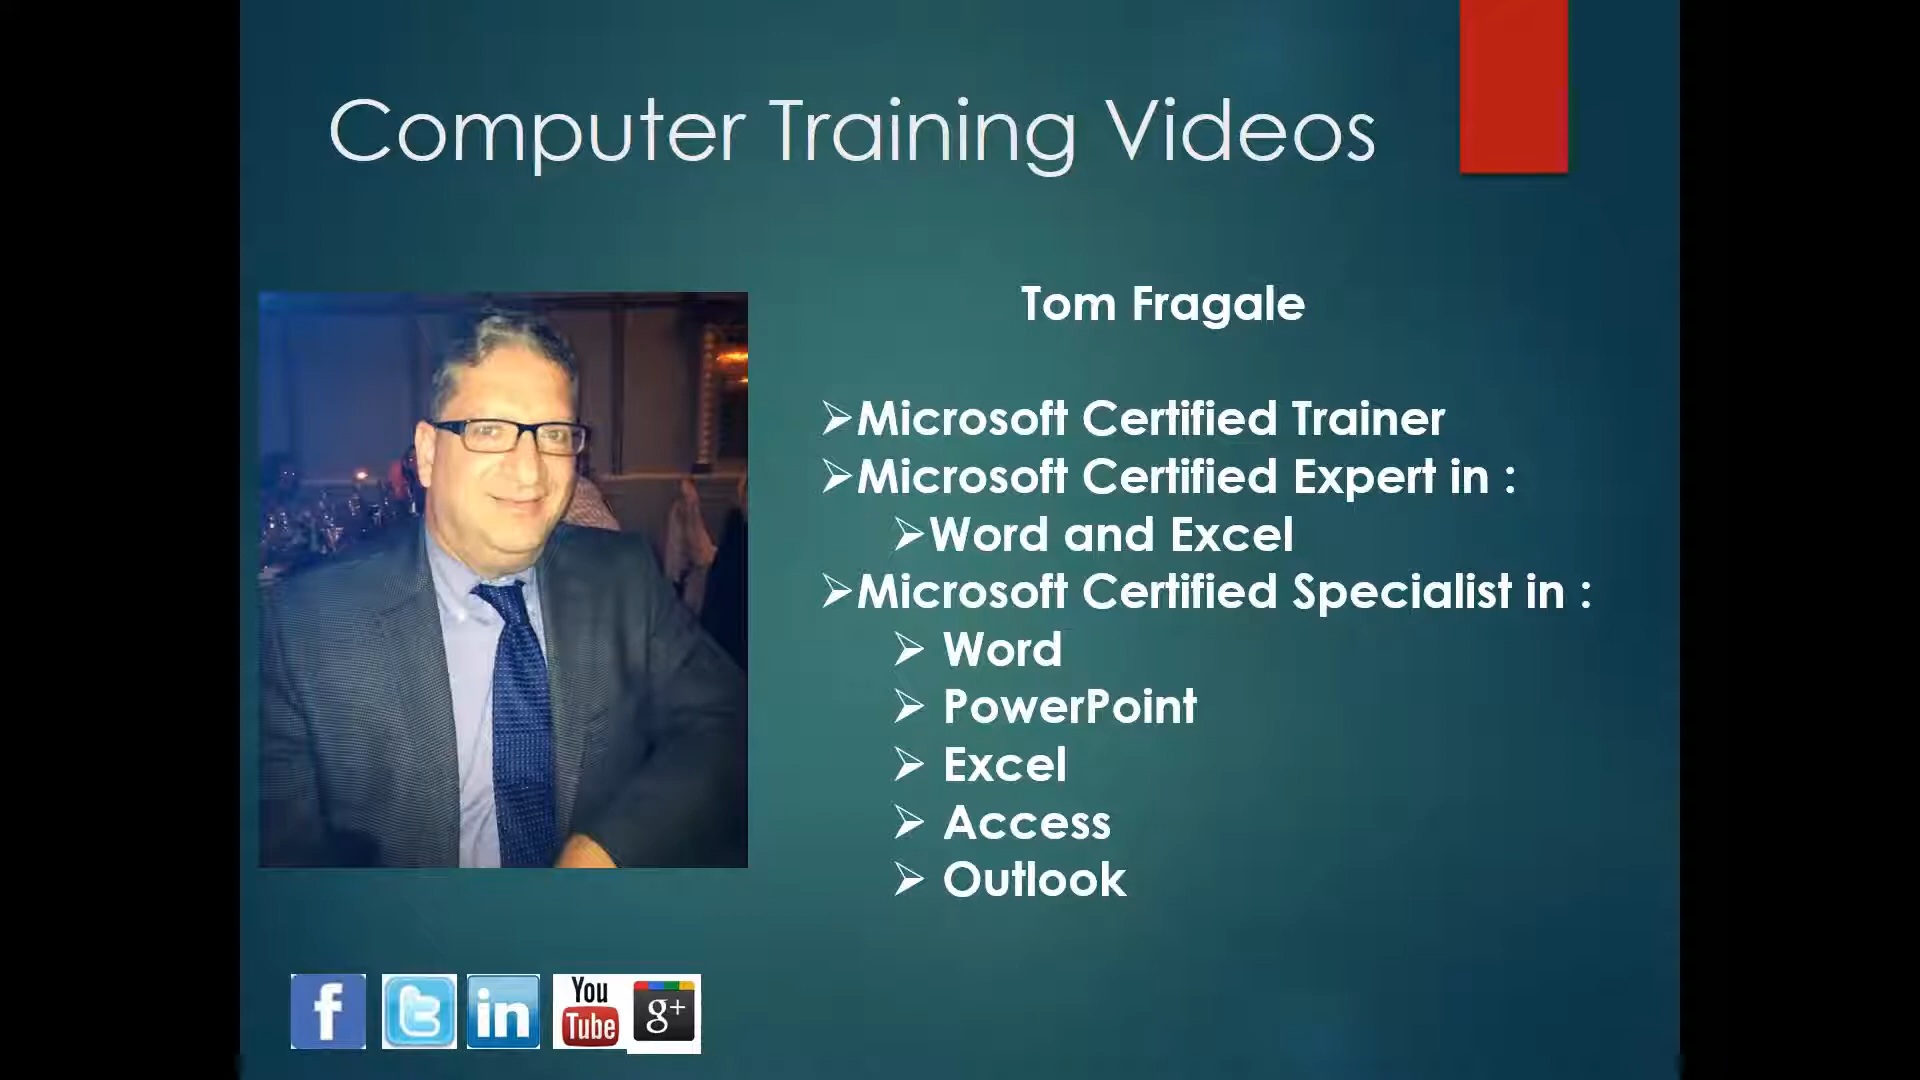 Computer Training Videos
Tom Fragale
➢Microsoft Certified Trainer
➢Microsoft Certified Expert in :
➢Word and Excel
➢Microsoft Certified Specialist in :
➢ Word
➢ PowerPoint
➢ Excel
➢ Access
➢ Outlook
f t in You Tube g+